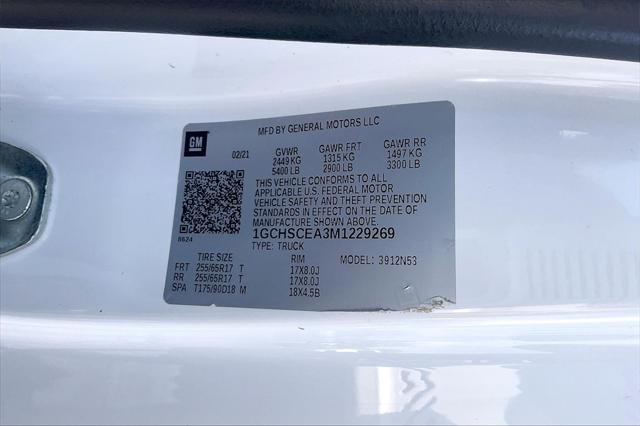 GM
MFD BY GENERAL MOTORS LLC
02/21 GVWR GAWR FRT GAWR RR
2449 KG 1315 KG 1497 KG
5400 LB 2900 LB 3300 LB
THIS VEHICLE CONFORMS TO ALL
APPLICABLE U.S. FEDERAL MOTOR
VEHICLE SAFETY AND THEFT PREVENTION
STANDARDS IN EFFECT ON THE DATE OF
MANUFACTURE SHOWN ABOVE.
8624 1GCHSCEA3M1229269
TYPE: TRUCK
TIRE SIZE RIM MODEL: 3912N53
FRT 255/65R17 T 17X8.0J
RR 255/65R17 T 17X8.0J
SPA T175/90D18 M 18X4.5B